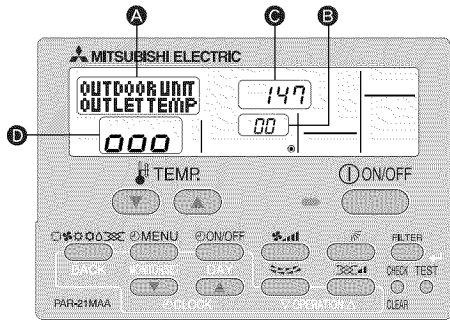 A
C
B
MITSUBISHI ELECTRIC
OUTDOOR UNIT
OUTLET TEMP
147
00
D
000
TEMP.
ON/OFF
MENU
ON/OFF
FILTER
BACK
MONITOR/SET
DAY
CHECK
TEST
PAR-21MAA
CLOCK
OPERATION
CLEAR